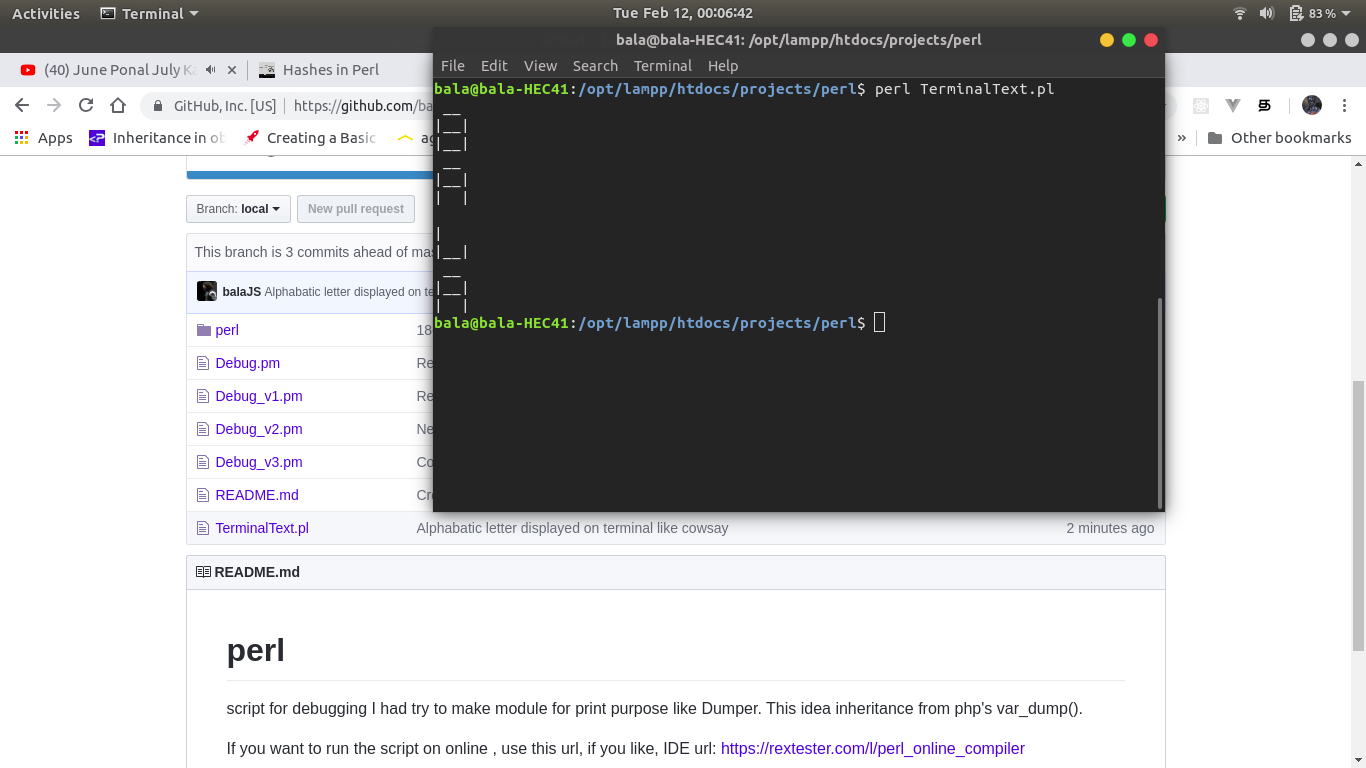 Activities Terminal Tue Feb 12, 00:06:42 83 %
bala@bala-HEC41: /opt/lampp/htdocs/projects/perl
(40) June Ponal July Hashes in Perl
File Edit View Search Terminal Help
GitHub, Inc. [US] https://github.com/ba
Apps Inheritance in ob Creating a Basic ag » Other bookmarks
bala@bala-HEC41:/opt/lampp/htdocs/projects/perl$ perl TerminalText.pl
 __
|__|
|__|
 __
|__|
|  |

|
|__|
 __
|__|
|  |
bala@bala-HEC41:/opt/lampp/htdocs/projects/perl$
Branch: local New pull request
This branch is 3 commits ahead of mas
balaJS Alphabatic letter displayed on te
perl 18
Debug.pm Re
Debug_v1.pm Re
Debug_v2.pm Ne
Debug_v3.pm Co
README.md Cr
TerminalText.pl Alphabatic letter displayed on terminal like cowsay 2 minutes ago
README.md
perl
script for debugging I had try to make module for print purpose like Dumper. This idea inheritance from php's var_dump().
If you want to run the script on online , use this url, if you like, IDE url: https://rextester.com/l/perl_online_compiler